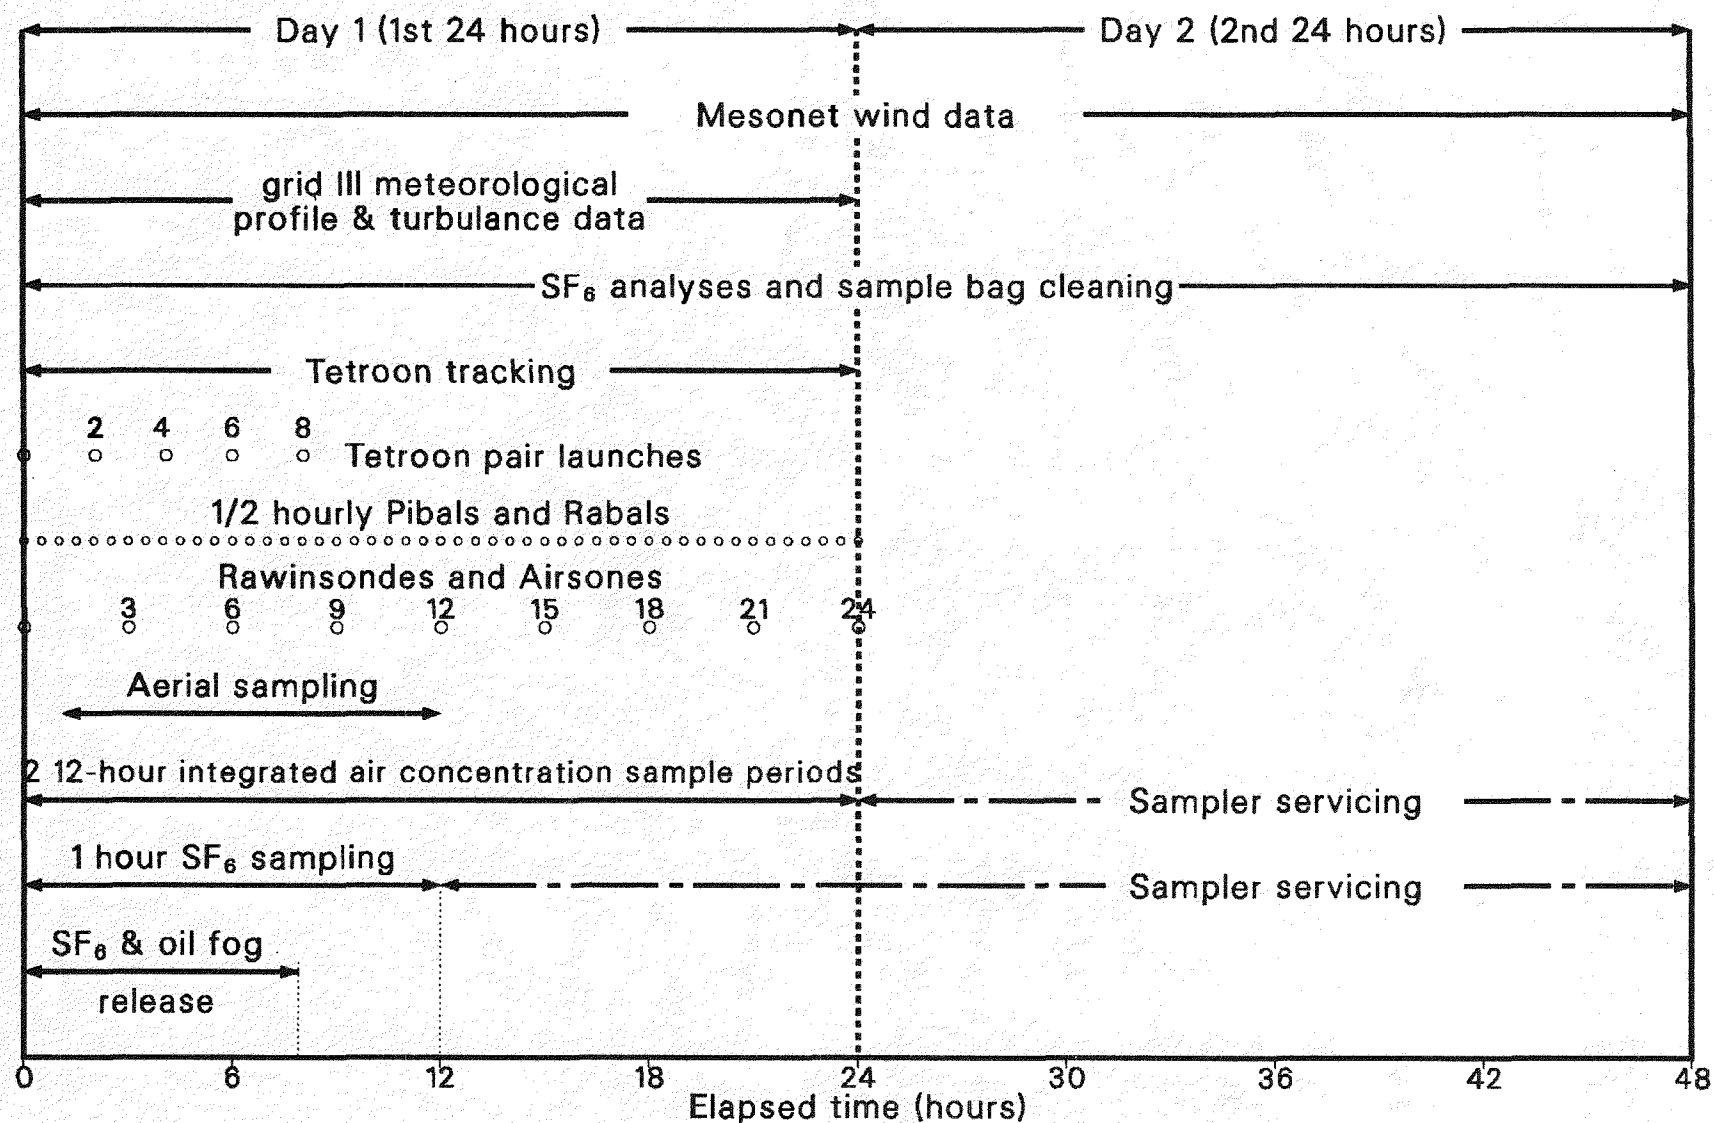 Day 1 (1st 24 hours) Day 2 (2nd 24 hours)
Mesonet wind data
grid III meteorological
profile & turbulance data
SF₆ analyses and sample bag cleaning
Tetroon tracking
2 4 6 8
Tetroon pair launches
1/2 hourly Pibals and Rabals
Rawinsondes and Airsones
3 6 9 12 15 18 21 24
Aerial sampling
2 12-hour integrated air concentration sample periods
Sampler servicing
1 hour SF₆ sampling
Sampler servicing
SF₆ & oil fog
release
0 6 12 18 24 30 36 42 48
Elapsed time (hours)